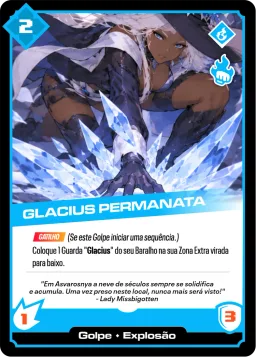 2
GLACIUS PERMANATA
GATILHO (Se este Golpe iniciar uma sequência.)
Coloque 1 Guarda "Glacius" do seu Baralho na sua Zona Extra virada
para baixo.
"Em Asvarosnya a neve de séculos sempre se solidifica
e acumula. Uma vez preso neste local, nunca mais será visto!"
- Ledy Missbigotten
1
3
Golpe • Explosão